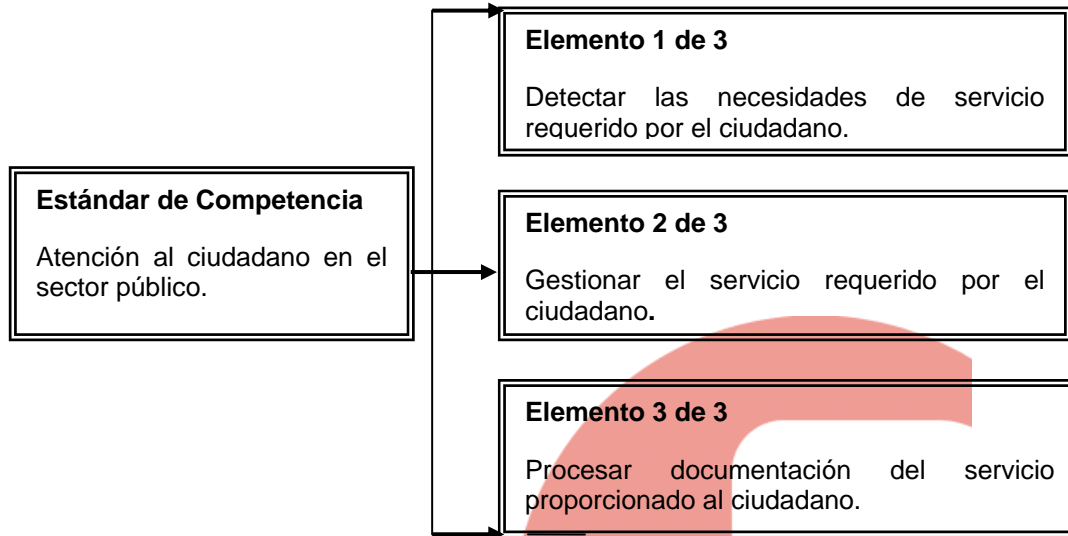 Elemento 1 de 3
Detectar las necesidades de servicio
requerido por el ciudadano.
Estándar de Competencia
Atención al ciudadano en el
sector público.
Elemento 2 de 3
Gestionar el servicio requerido por el
ciudadano.
Elemento 3 de 3
Procesar documentación del servicio
proporcionado al ciudadano.